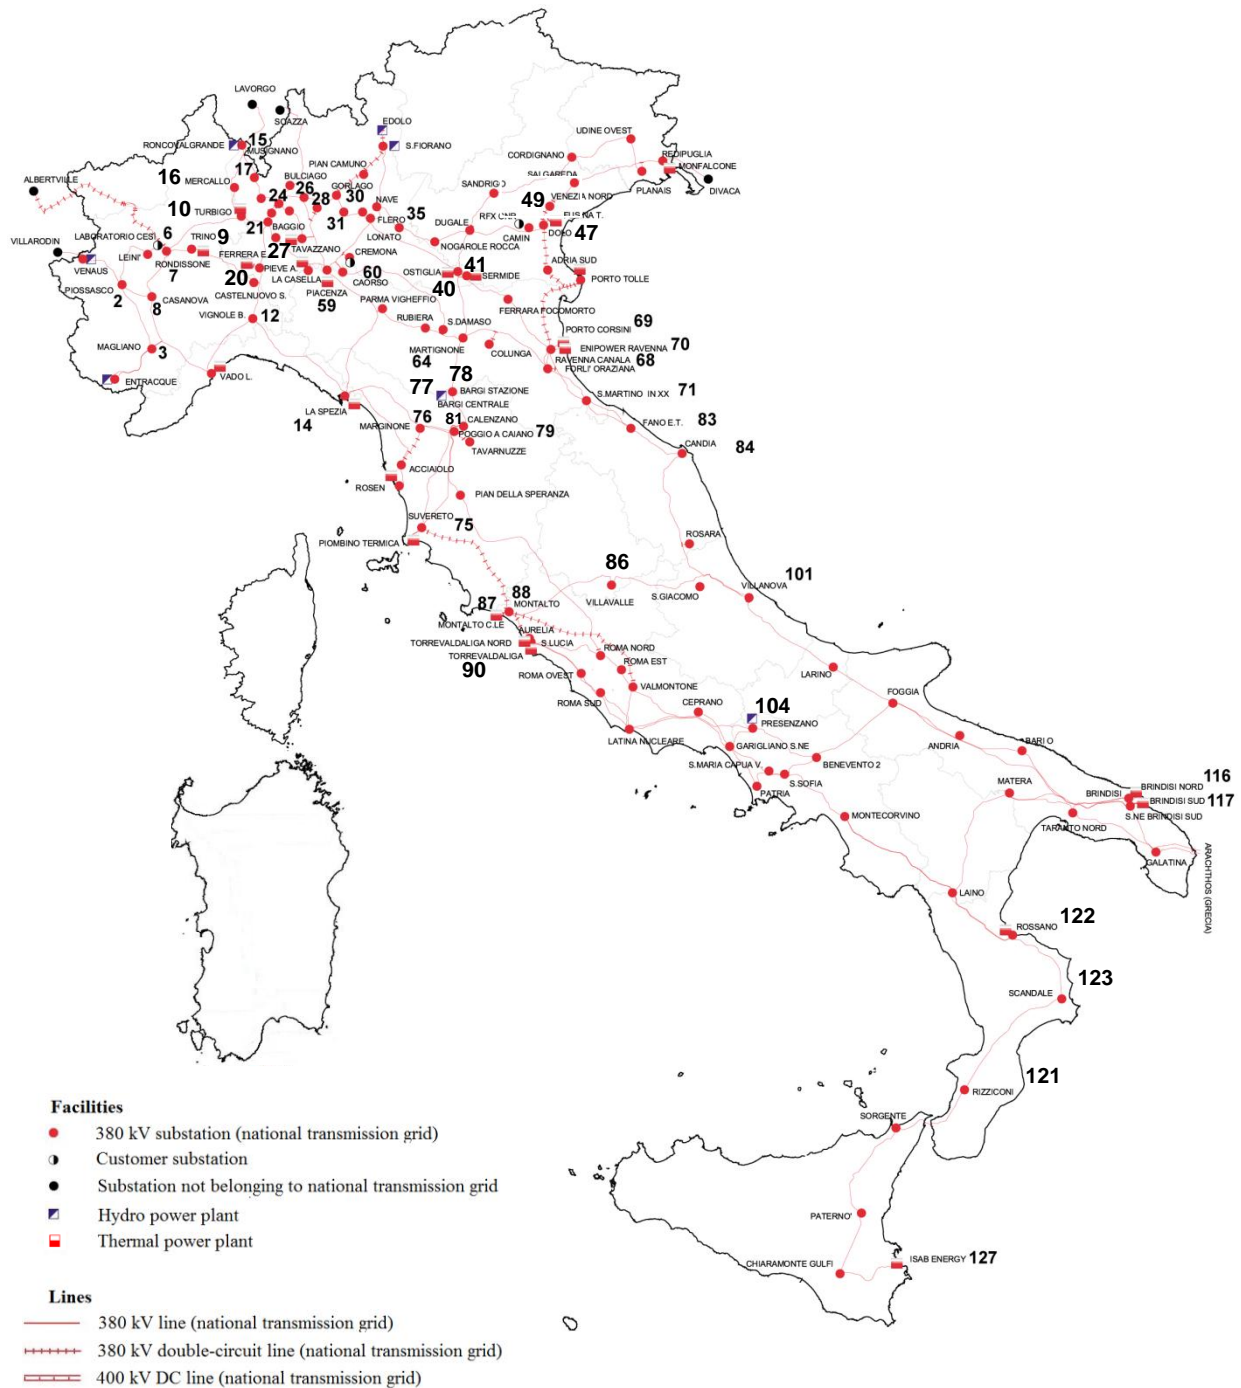 LAVORGO
SOAZZA
EDOLO
RONCOVALGRANDE
15
MUSIGNANO
S.FIORANO
UDINE OVEST
CORDIGNANO
REDIPUGLIA
MONFALCONE
PIAN CAMUNO
ALBERTVILLE
16
17
MERCALLO
BULCIAGO
26
GORLAGO
SALGAREDA
PLANAIS
DIVACA
SANDRIGO
NAVE
24
28
30
49
VENEZIA NORD
10
TURBIGO
35
FLERO
DUGALE
FUSINA T.
LABORATORIO CESI
6
TRINO
9
21
BAGGIO
31
LONATO
CAMIN
DOLO
47
VILLARODIN
LEINI'
RONDISSONE
FERRERA E.
27
TAVAZZANO
CREMONA
NOGAROLE ROCCA
ADRIA SUD
VENAUS
7
20
PIEVE A.
60
OSTIGLIA
41
SERMIDE
PIOSSASCO
LA CASELLA
CAORSO
40
PORTO TOLLE
2
8
CASANOVA
CASTELNUOVO S.
PIACENZA
59
PARMA VIGHEFFIO
FERRARA FOCOMORTO
VIGNOLE B.
12
RUBIERA
S.DAMASO
PORTO CORSINI
69
MAGLIANO
3
MARTIGNONE
COLUNGA
ENIPOWER RAVENNA
70
64
RAVENNA CANALA
68
FORLI' ORAZIANA
ENTRACQUE
VADO L.
77
78
BARGI STAZIONE
BARGI CENTRALE
S.MARTINO IN XX
71
LA SPEZIA
14
MARGINONE
76
81
CALENZANO
POGGIO A CAIANO
79
TAVARNUZZE
FANO E.T.
83
CANDIA
84
ACCIAIOLO
ROSEN
PIAN DELLA SPERANZA
SUVERETO
75
PIOMBINO TERMICA
ROSARA
86
VILLAVALLE
S.GIACOMO
VILLANOVA
101
87
88
MONTALTO
MONTALTO C.LE
AURELIA
TORREVALDALIGA NORD
S.LUCIA
TORREVALDALIGA
90
ROMA NORD
ROMA EST
ROMA OVEST
VALMONTONE
ROMA SUD
LARINO
FOGGIA
CEPRANO
104
PRESENZANO
LATINA NUCLEARE
GARIGLIANO S.NE
ANDRIA
BARI O
S.MARIA CAPUA V.
BENEVENTO 2
S.SOFIA
PATRIA
MATERA
116
BRINDISI NORD
BRINDISI
BRINDISI SUD
117
S.NE BRINDISI SUD
MONTECORVINO
TARANTO NORD
GALATINA
ARACHTHOS (GRECIA)
LAINO
122
ROSSANO
123
SCANDALE
121
RIZZICONI
SORGENTE
PATERNO'
CHIARAMONTE GULFI
ISAB ENERGY
127
Facilities
380 kV substation (national transmission grid)
Customer substation
Substation not belonging to national transmission grid
Hydro power plant
Thermal power plant
Lines
380 kV line (national transmission grid)
380 kV double-circuit line (national transmission grid)
400 kV DC line (national transmission grid)